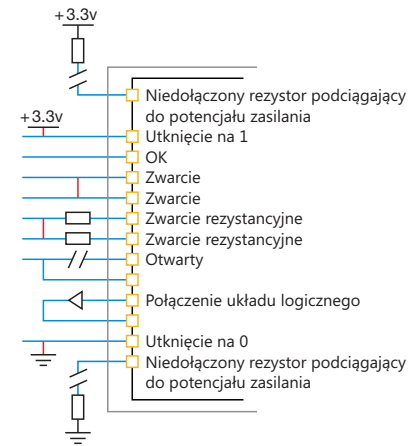 +3.3v
Niedołączony rezystor podciągający
do potencjału zasilania
+3.3v
Utknięcie na 1
OK
Zwarcie
Zwarcie
Zwarcie rezystancyjne
Zwarcie rezystancyjne
Otwarty
Połączenie układu logicznego
Utknięcie na 0
Niedołączony rezystor podciągający
do potencjału zasilania